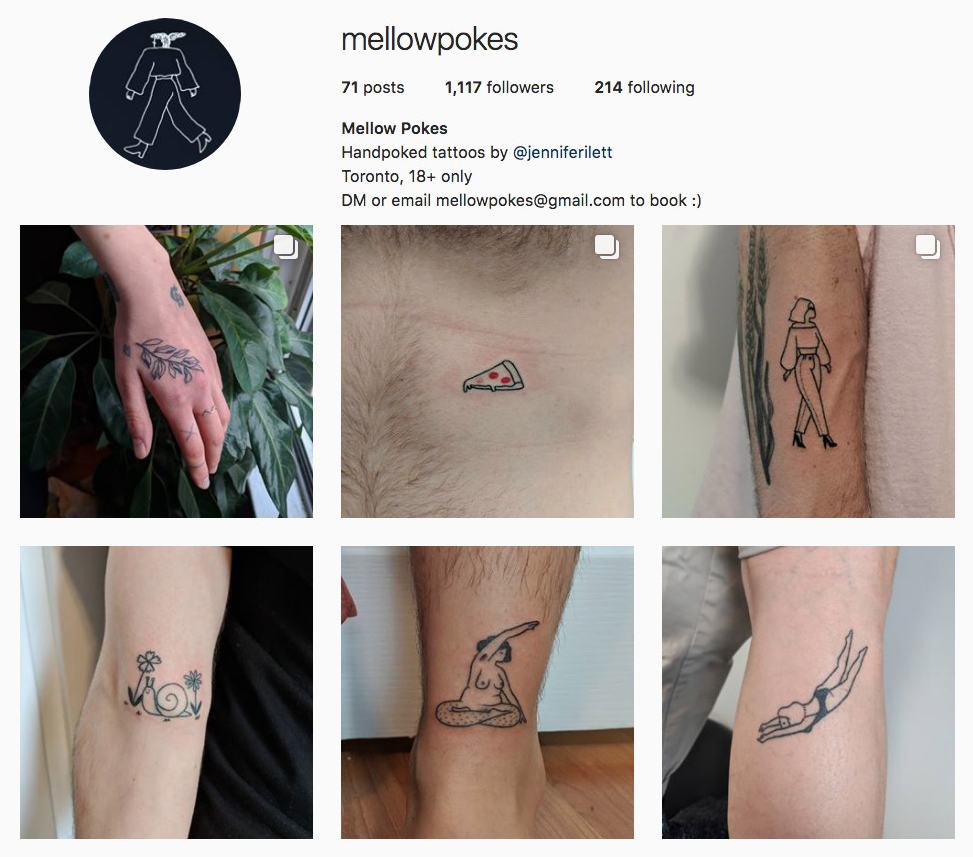 mellowpokes
71 posts 1,117 followers 214 following
Mellow Pokes
Handpoked tattoos by @jenniferilett
Toronto, 18+ only
DM or email mellowpokes@gmail.com to book :)